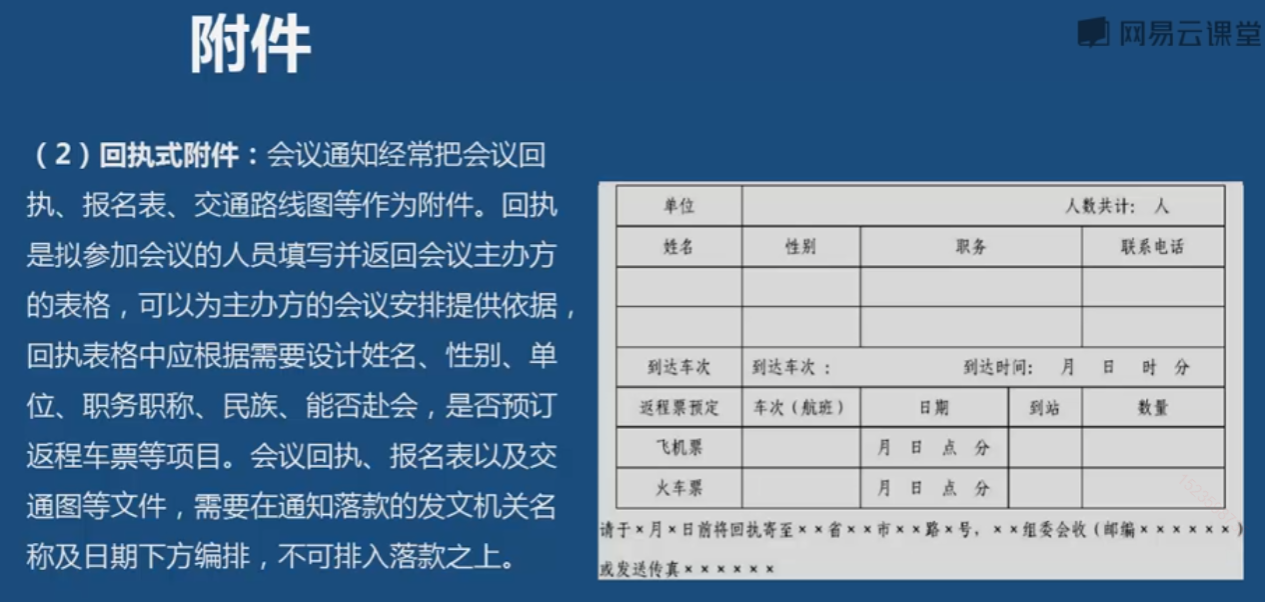 附件
网易云课堂
（2）回执式附件：会议通知经常把会议回
执、报名表、交通路线图等作为附件。回执
是拟参加会议的人员填写并返回会议主办方
的表格，可以为主办方的会议安排提供依据，
回执表格中应根据需要设计姓名、性别、单
位、职务职称、民族、能否赴会，是否预订
返程车票等项目。会议回执、报名表以及交
通图等文件，需要在通知落款的发文机关名
称及日期下方编排，不可排入落款之上。
单位 人数共计： 人
姓名 性别 职务 联系电话
到达车次 到达车次： 到达时间： 月 日 时 分
返程票预定 车次（航班） 日期 到站 数量
飞机票 月 日 点 分
火车票 月 日 点 分
请于×月×日前将回执寄至××省××市××路×号，××组委会收（邮编××××××）
或发送传真××××××